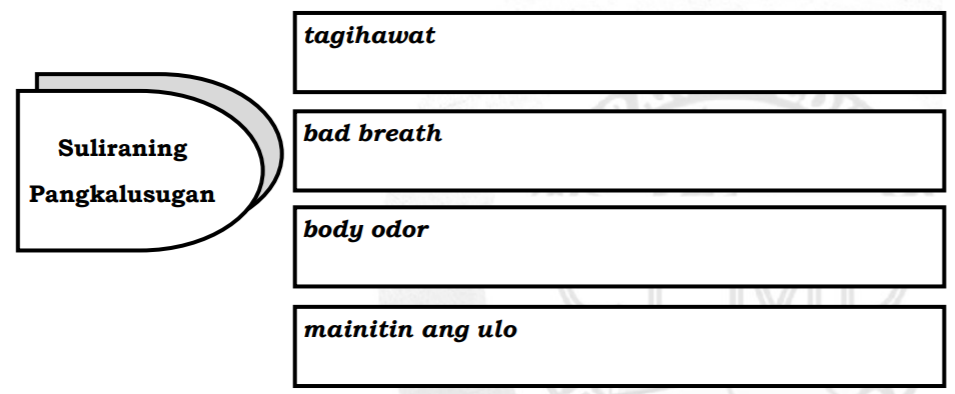 Suliraning
Pangkalusugan
tagihawat
bad breath
body odor
mainitin ang ulo